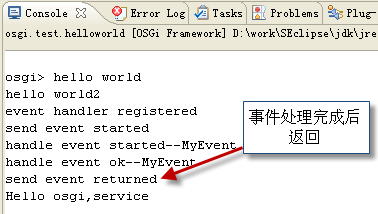 Console Error Log Tasks Problems Plug-
osgi.test.helloworld [OSGi Framework] D:\work\SEclipse\jdk\jre
osgi> hello world
hello world2
event handler registered
send event started
handle event started--MyEvent
handle event ok--MyEvent
send event returned
Hello osgi,service
事件处理完成后
返回